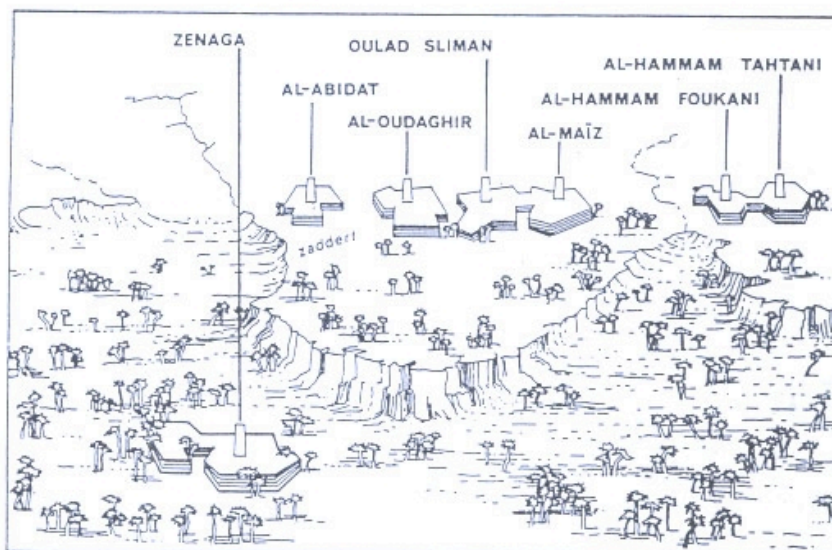 ZENAGA
OULAD SLIMAN
AL-HAMMAM TAHTANI
AL-ABIDAT
AL-HAMMAM FOUKANI
AL-OUDAGHIR
AL-MAÏZ
zaddert